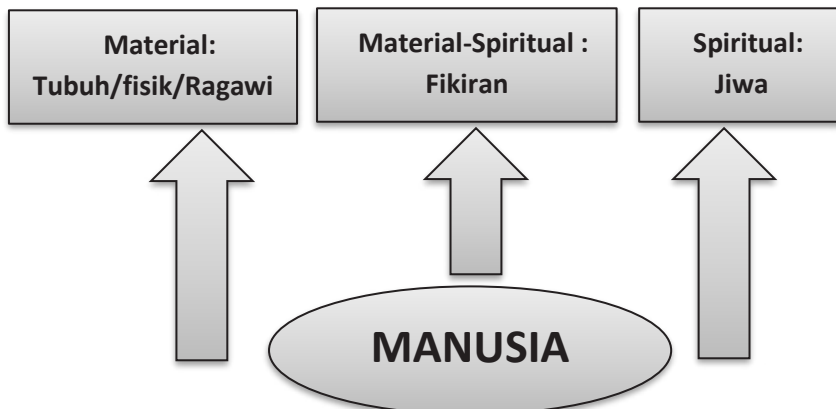 Material:
Tubuh/fisik/Ragawi
Material-Spiritual :
Fikiran
Spiritual:
Jiwa
MANUSIA